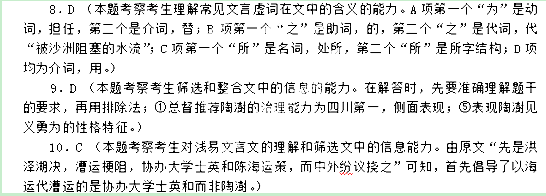 8. D (本题考察考生理解常见文言虚词在文中的含义的能力。A项第一个“为”是动
词，担任，第二个是介词，替；B项第一个“之”是助词，的，第二个“之”是代词，代
“被沙洲阻塞的水流”；C项第一个“所”是名词，处所，第二个“所”是所字结构；D项
均为介词，用。)
9. D (本题考察考生筛选和整合文中的信息的能力。在解答时，先要准确理解题干
的要求，再用排除法；①总督推荐陶澍的治理能力为四川第一，侧面表现；⑤表现陶澍见
义勇为的性格特征。)
10. C (本题考察考生对浅易文言文的理解和筛选文中的信息能力。由原文“先是洪
泽湖决，漕运梗阻，协办大学士英和陈海运策，而中外纷议挠之”可知，首先倡导了以海
运代漕运的是协办大学士英和而非陶澍。)